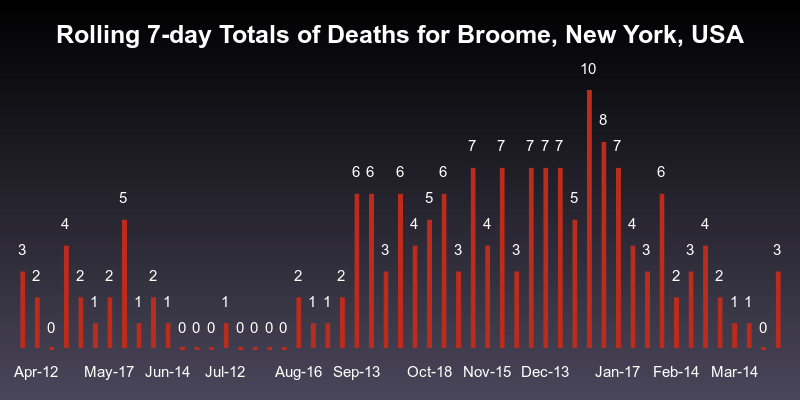 Rolling 7-day Totals of Deaths for Broome, New York, USA
3 2 0 4 2 1 2 5 1 2 1 0 0 0 1 0 0 0 0 2 1 1 2 6 6 3 6 4 5 6 3 7 4 7 3 7 7 7 5 10 8 7 4 3 6 2 3 4 2 1 1 0 3
Apr-12 May-17 Jun-14 Jul-12 Aug-16 Sep-13 Oct-18 Nov-15 Dec-13 Jan-17 Feb-14 Mar-14